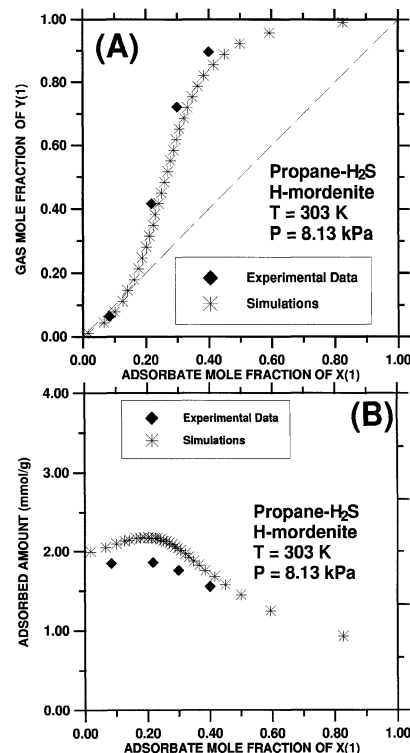 (A)
1.00
0.80
0.60
0.40
0.20
0.00
GAS MOLE FRACTION OF Y(1)
Propane-H2S
H-mordenite
T = 303 K
P = 8.13 kPa
Experimental Data
Simulations
0.00 0.20 0.40 0.60 0.80 1.00
ADSORBATE MOLE FRACTION OF X(1)
(B)
4.00
3.00
2.00
1.00
0.00
ADSORBED AMOUNT (mmol/g)
Experimental Data
Simulations
Propane-H2S
H-mordenite
T = 303 K
P = 8.13 kPa
0.00 0.20 0.40 0.60 0.80 1.00
ADSORBATE MOLE FRACTION OF X(1)